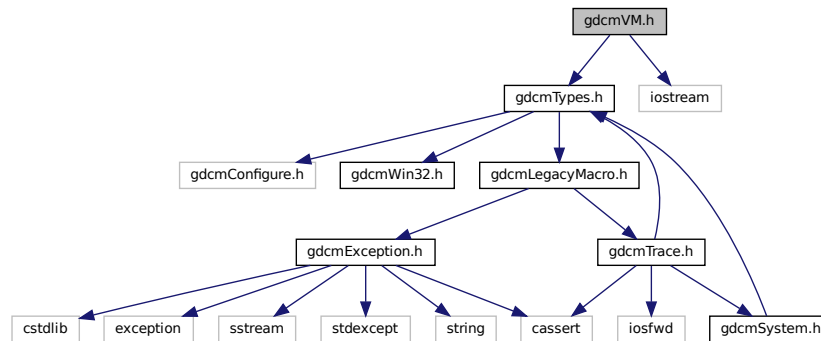 gdcmVM.h
gdcmTypes.h
iostream
gdcmConfigure.h
gdcmWin32.h
gdcmLegacyMacro.h
gdcmException.h
gdcmTrace.h
cstdlib
exception
sstream
stdexcept
string
cassert
iosfwd
gdcmSystem.h